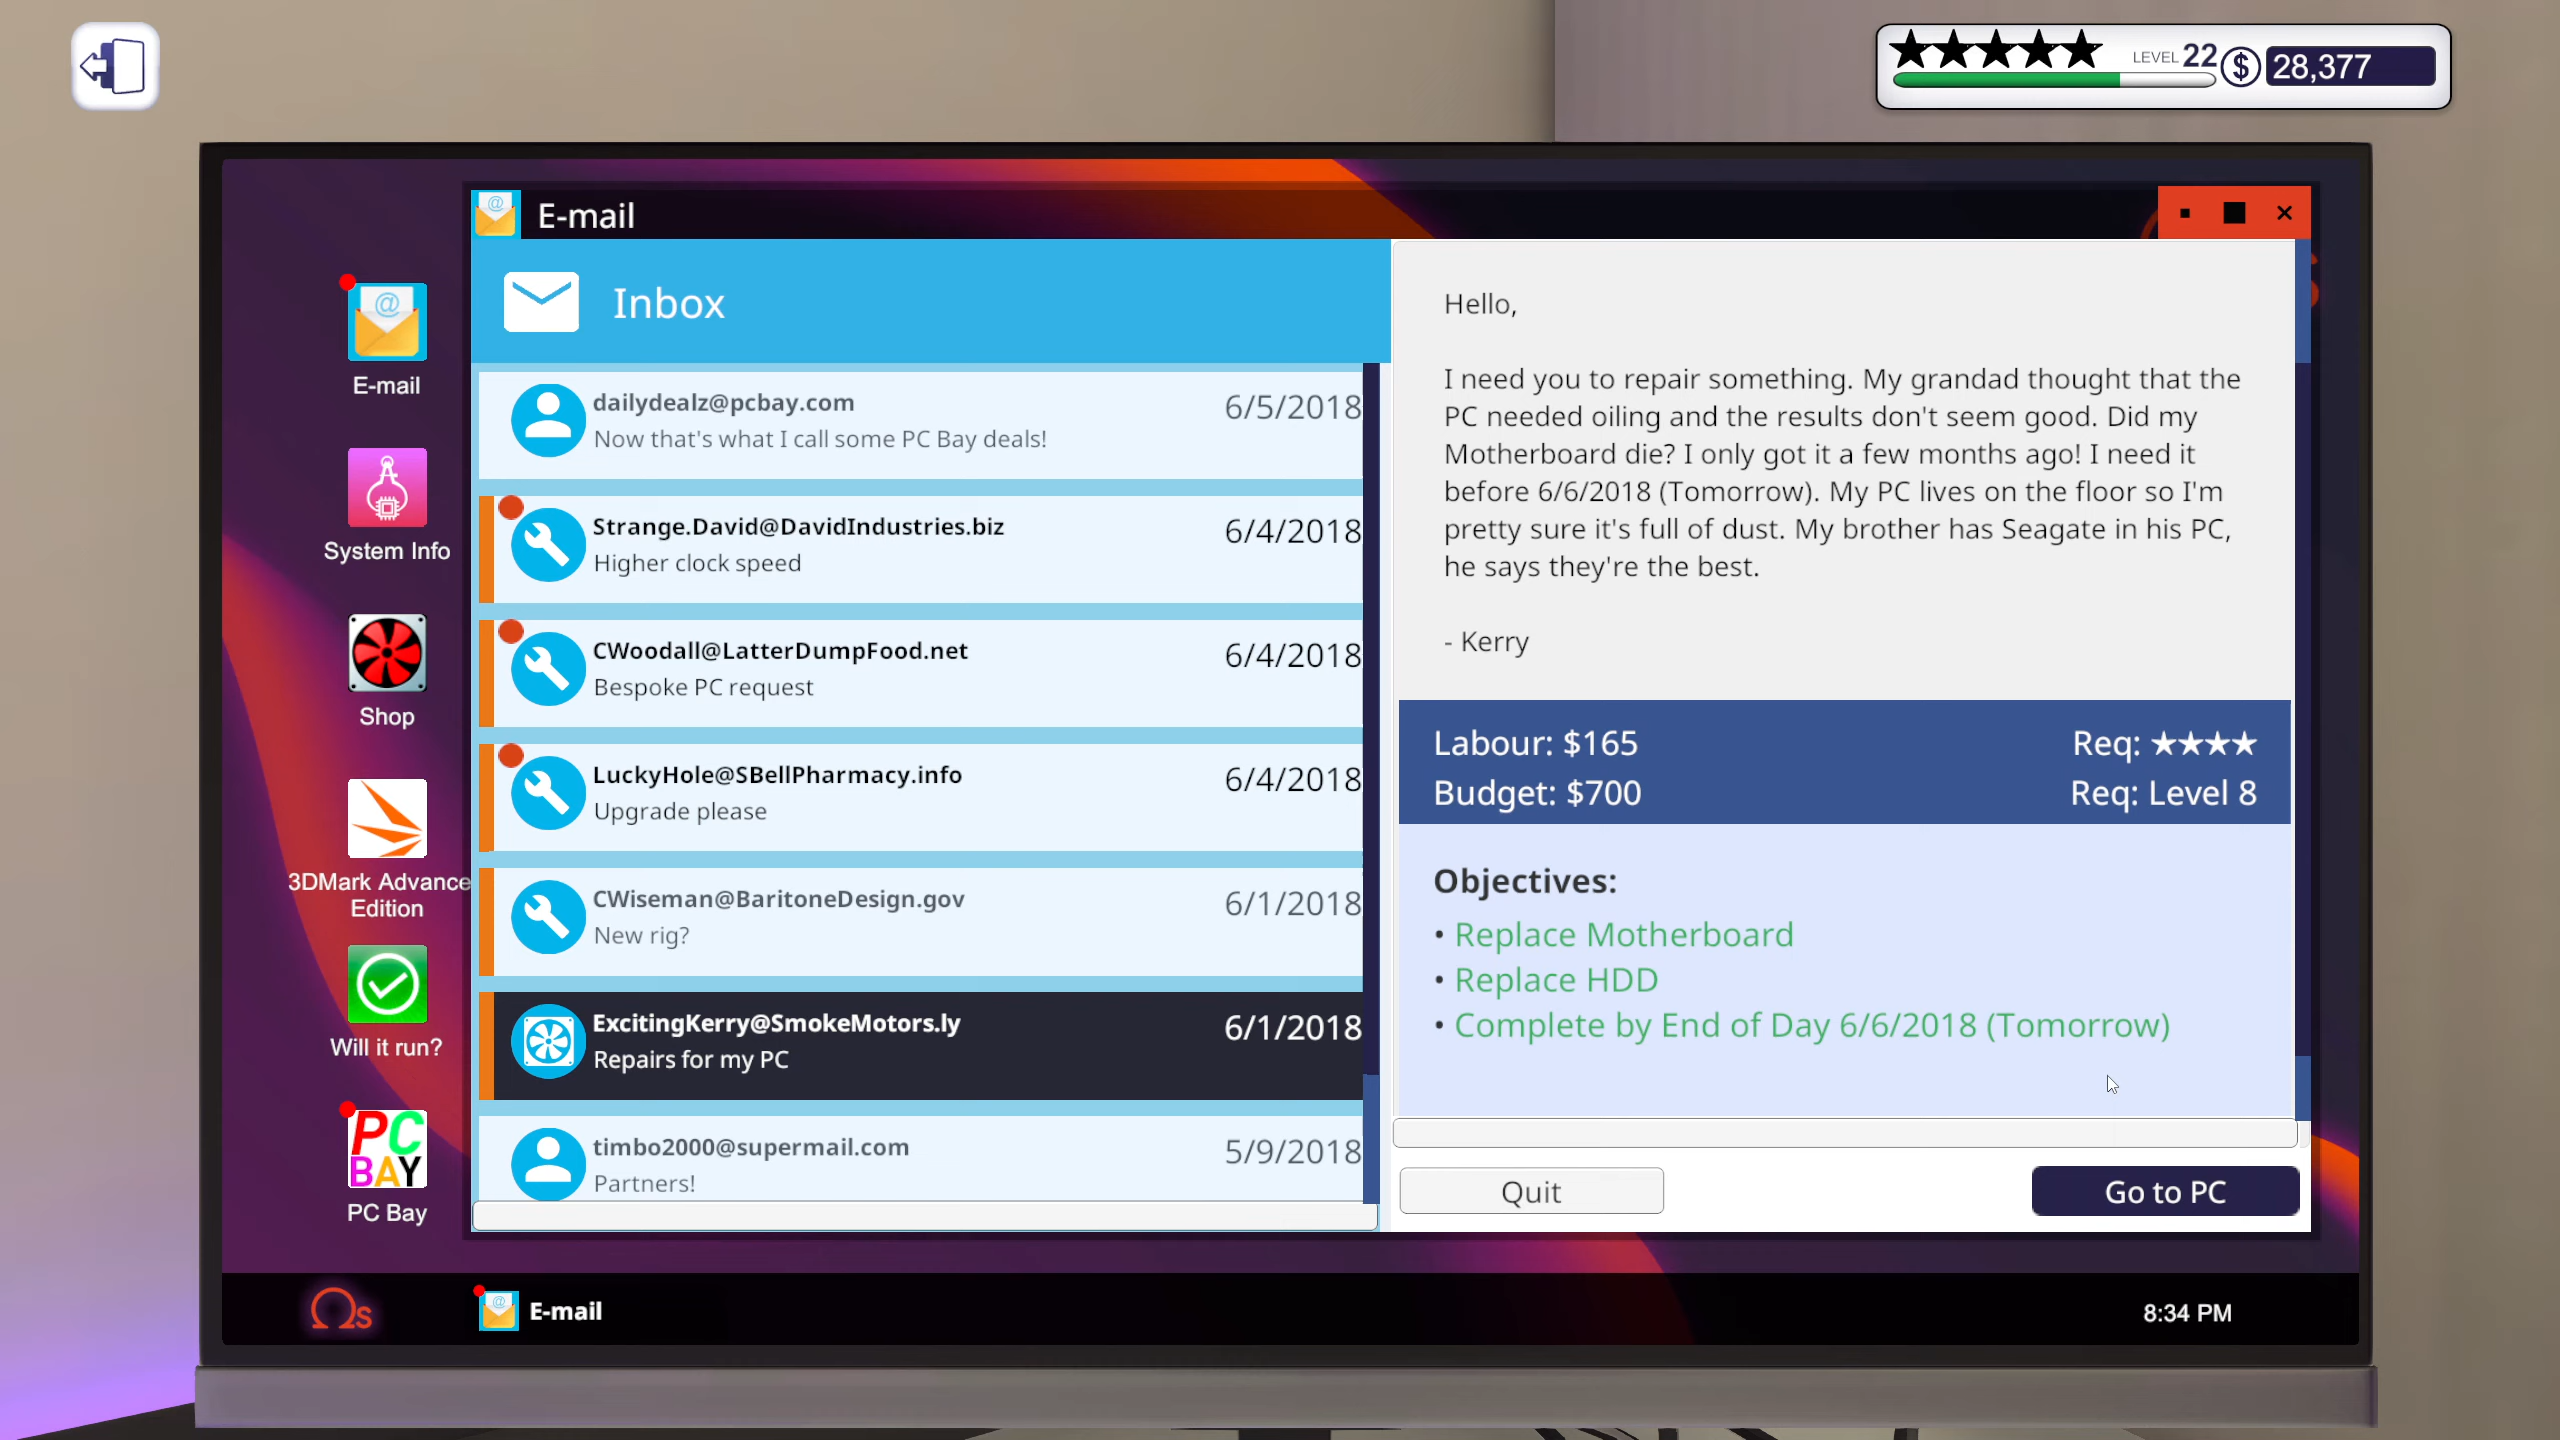 LEVEL 22
$ 28,377
E-mail
Inbox
E-mail
System Info
Shop
3DMark Advance
Edition
Will it run?
PC
BAY
PC Bay
dailydealz@pcbay.com
6/5/2018
Now that's what I call some PC Bay deals!
Strange.David@DavidIndustries.biz
6/4/2018
Higher clock speed
CWoodall@LatterDumpFood.net
6/4/2018
Bespoke PC request
LuckyHole@SBellPharmacy.info
6/4/2018
Upgrade please
CWiseman@BaritoneDesign.gov
6/1/2018
New rig?
ExcitingKerry@SmokeMotors.ly
6/1/2018
Repairs for my PC
timbo2000@supermail.com
5/9/2018
Partners!
Hello,
I need you to repair something. My grandad thought that the
PC needed oiling and the results don't seem good. Did my
Motherboard die? I only got it a few months ago! I need it
before 6/6/2018 (Tomorrow). My PC lives on the floor so I'm
pretty sure it's full of dust. My brother has Seagate in his PC,
he says they're the best.
- Kerry
Labour: $165
Req: ★★★★
Budget: $700
Req: Level 8
Objectives:
• Replace Motherboard
• Replace HDD
• Complete by End of Day 6/6/2018 (Tomorrow)
Quit
Go to PC
Ωs
E-mail
8:34 PM